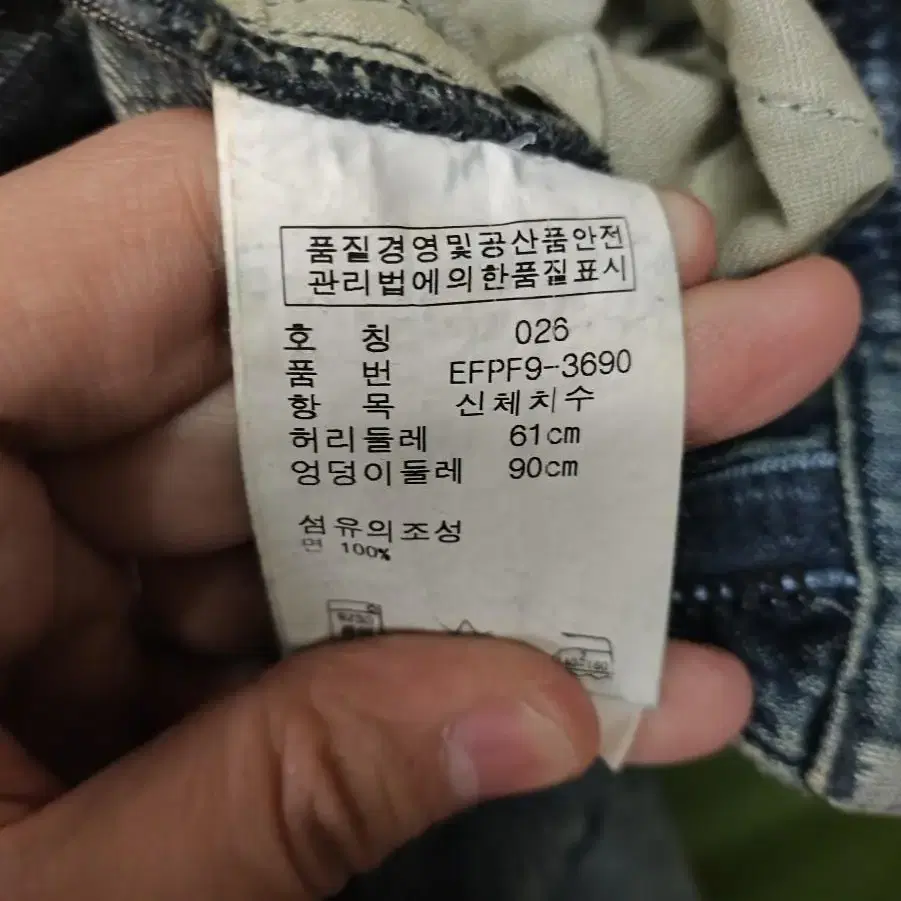 품질경영및공산품안전
관리법에의한품질표시
호 칭 026
품 번 EFPF9-3690
항 목 신체치수
허리둘레 61cm
엉덩이둘레 90cm
섬유의조성
면 100%